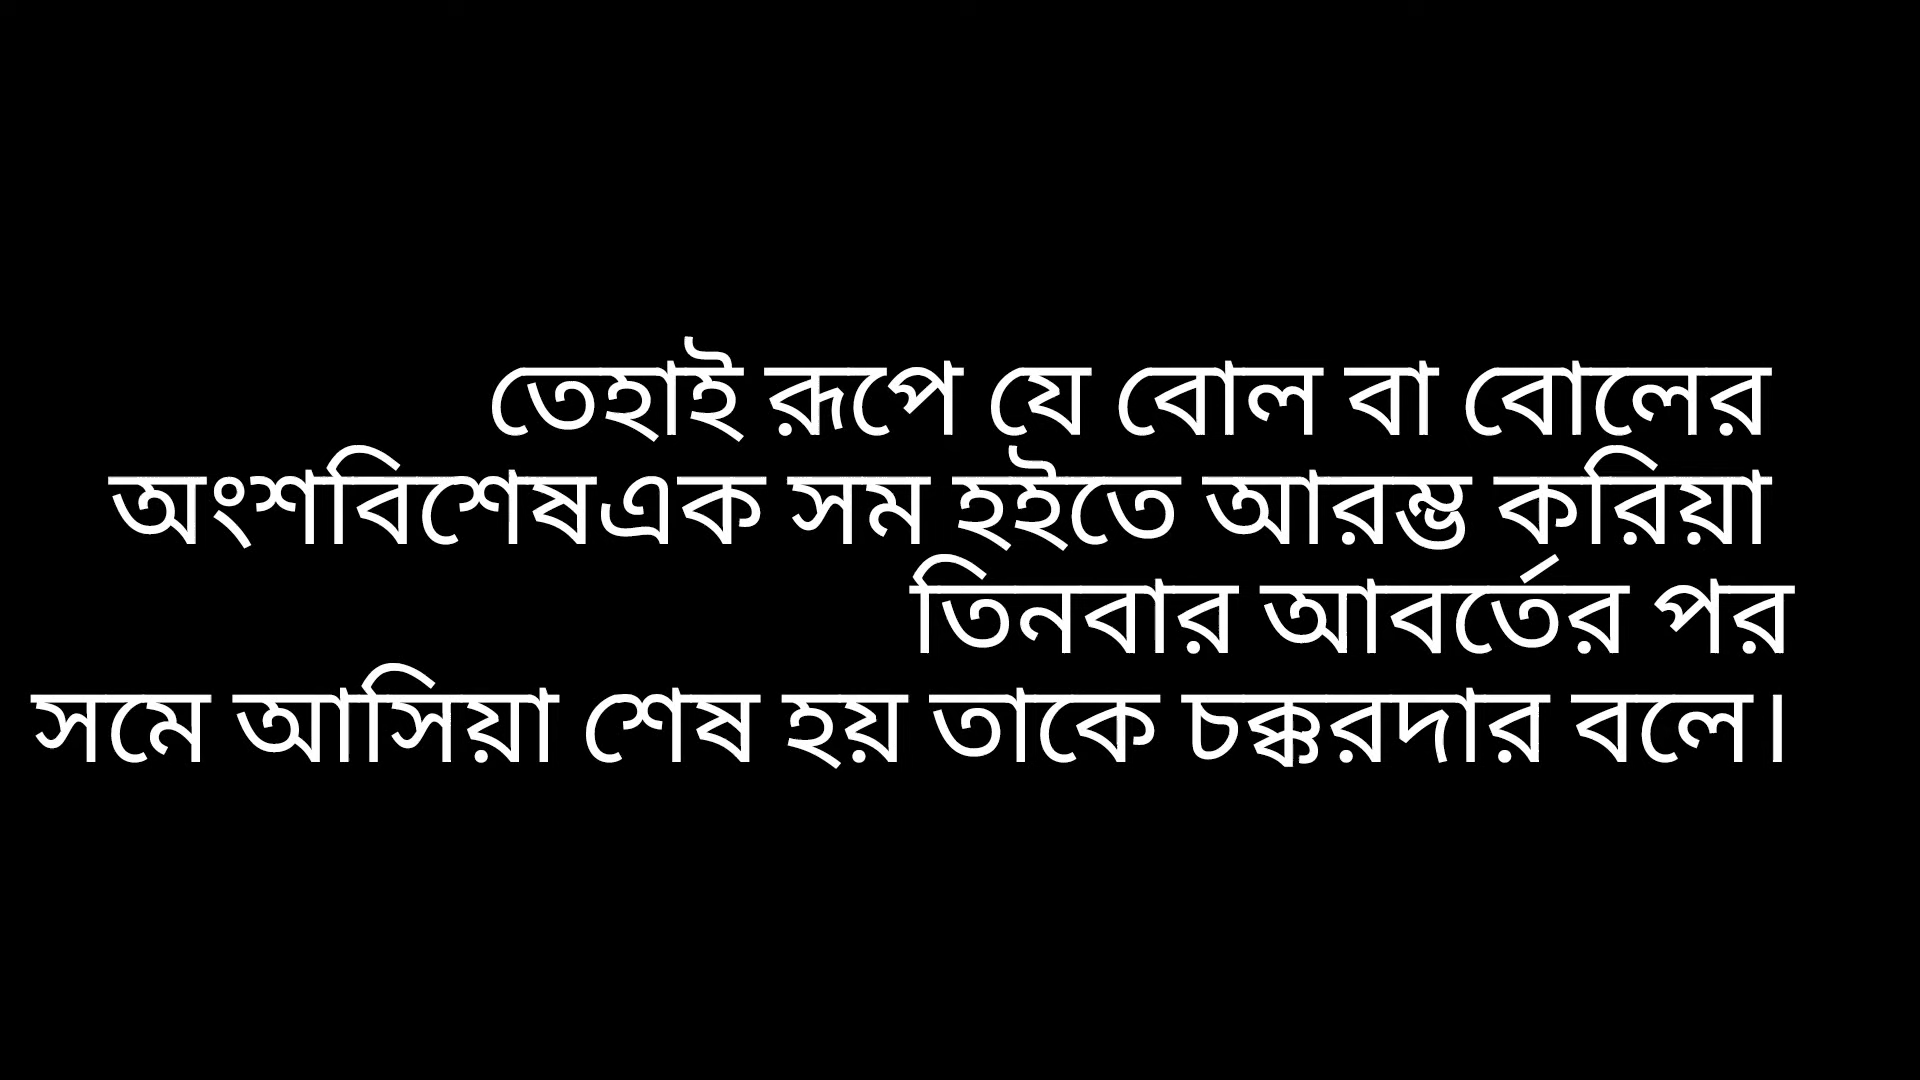 তেহাই রূপে যে বোল বা বোলের
অংশবিশেষএক সম হইতে আরম্ভ করিয়া
তিনবার আবর্তের পর
সমে আসিয়া শেষ হয় তাকে চক্করদার বলে।